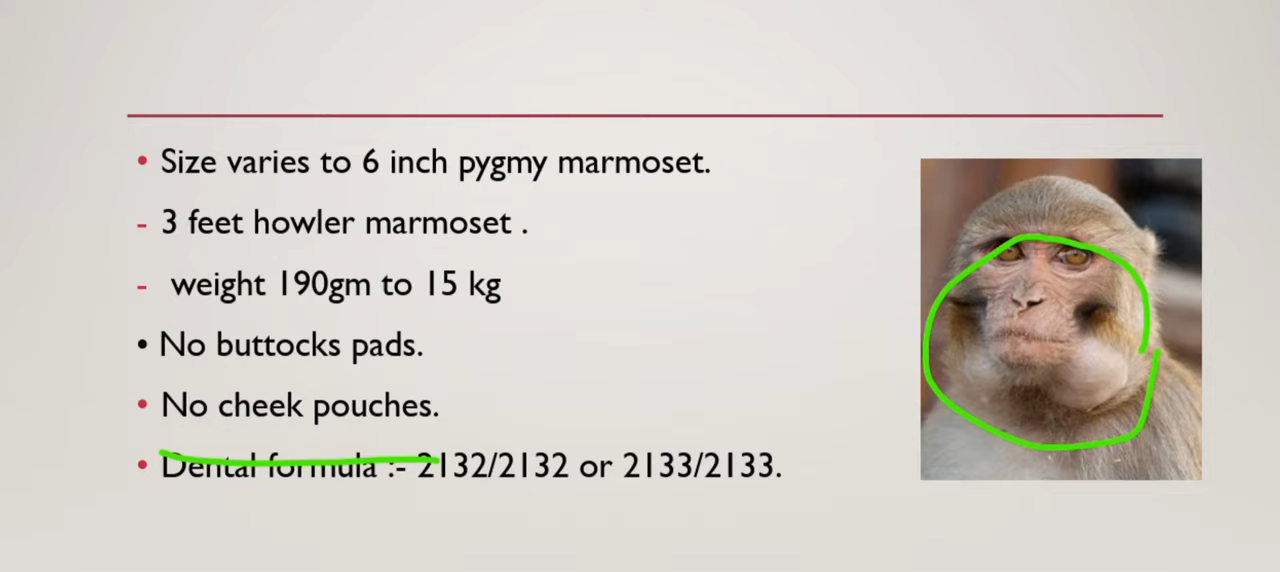 Size varies to 6 inch pygmy marmoset.
3 feet howler marmoset .
weight 190gm to 15 kg
No buttocks pads.
No cheek pouches.
Dental formula :- 2132/2132 or 2133/2133.